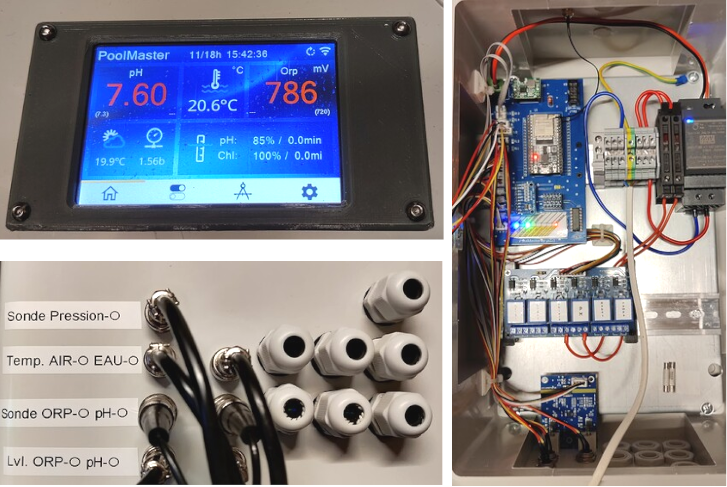 PoolMaster 11/18h 15:42:36
pH
7.60
(7.3)
°C
20.6°C
Orp mV
786
(720)
19.9°C 1.56b
pH: 85% / 0.0min
Chl: 100% / 0.0mi
Sonde Pression-O
Temp. AIR-O EAU-O
Sonde ORP-O pH-O
Lvl. ORP-O pH-O